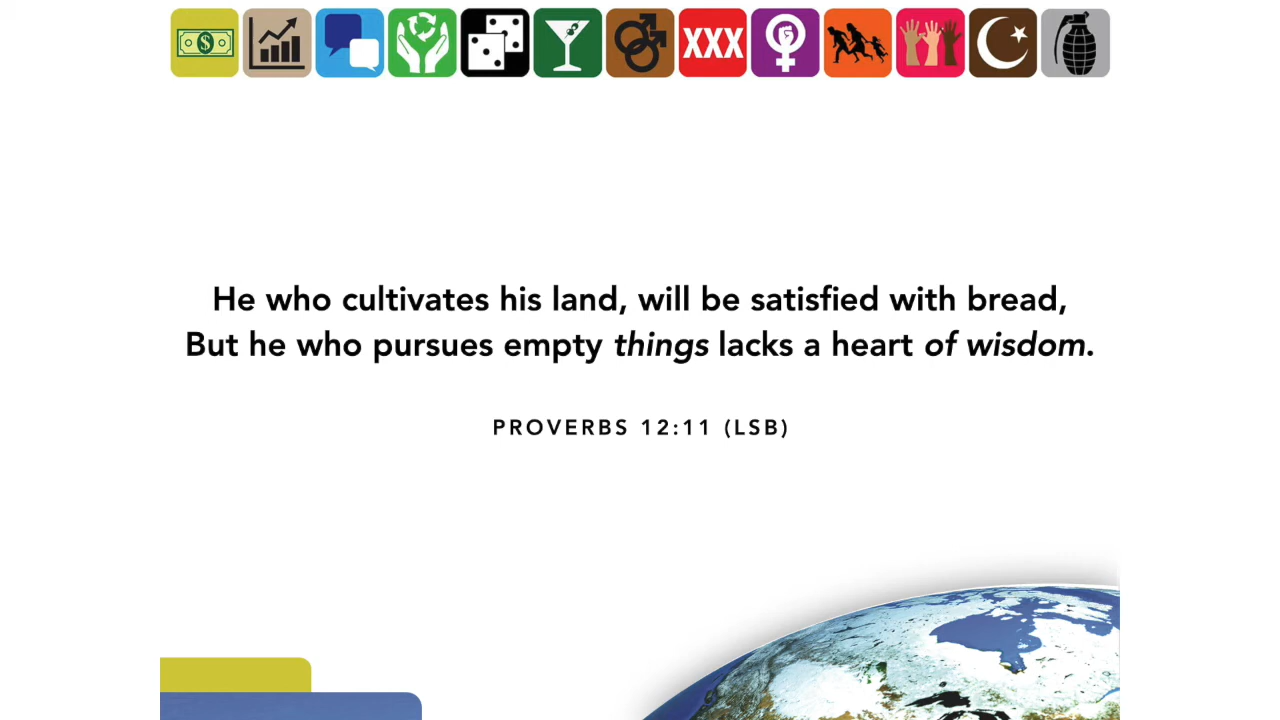 XXX
He who cultivates his land, will be satisfied with bread,
But he who pursues empty things lacks a heart of wisdom.
PROVERBS 12:11 (LSB)